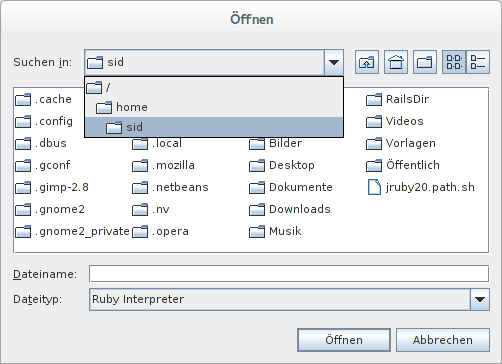 Öffnen
Suchen in:
sid
/
home
sid
.cache
.config
.dbus
.gconf
.gimp-2.8
.gnome2
.gnome2_private
.local
.mozilla
.netbeans
.nv
.opera
Bilder
Desktop
Dokumente
Downloads
Musik
RailsDir
Videos
Vorlagen
Öffentlich
jruby20.path.sh
Dateiname:
Dateityp:
Ruby Interpreter
Öffnen
Abbrechen